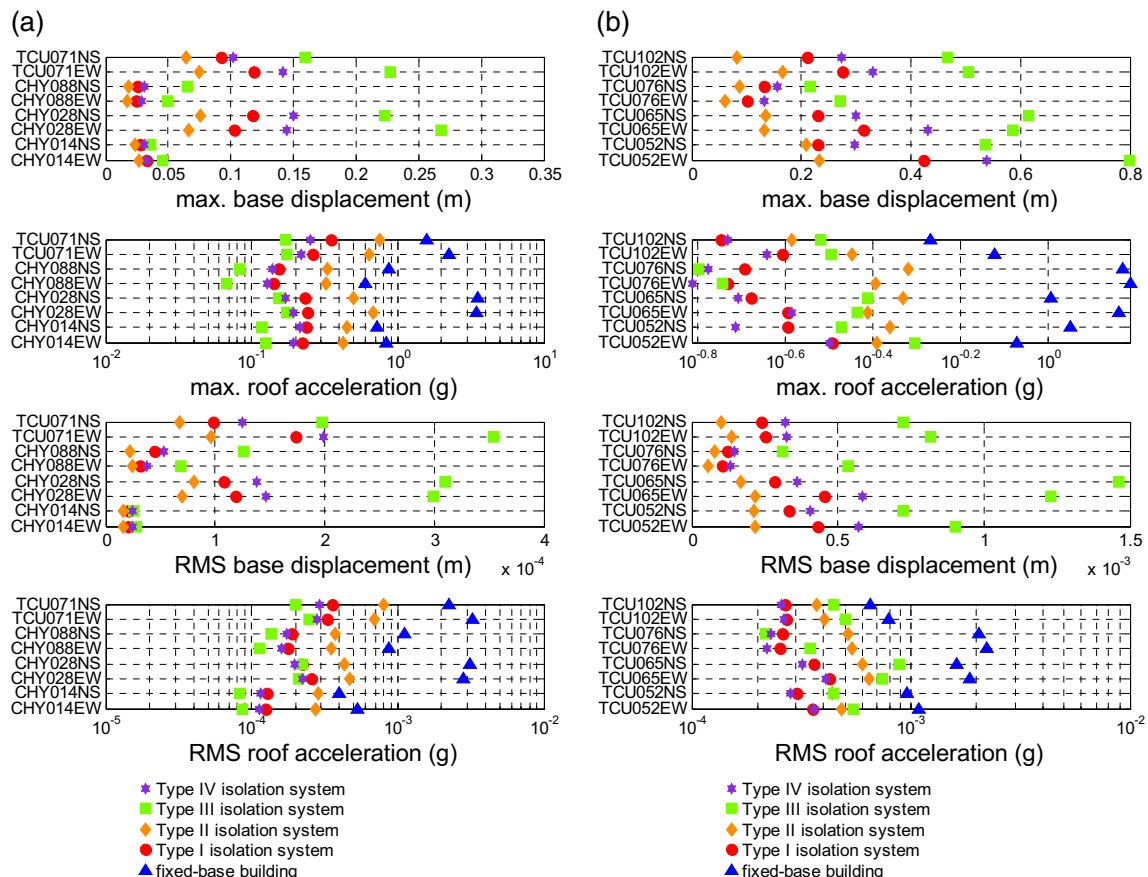 (a)
TCU071NS
TCU071EW
CHY088NS
CHY088EW
CHY028NS
CHY028EW
CHY014NS
CHY014EW
0 0.05 0.1 0.15 0.2 0.25 0.3 0.35
max. base displacement (m)
TCU071NS
TCU071EW
CHY088NS
CHY088EW
CHY028NS
CHY028EW
CHY014NS
CHY014EW
10^-2 10^-1 10^0 10^1
max. roof acceleration (g)
TCU071NS
TCU071EW
CHY088NS
CHY088EW
CHY028NS
CHY028EW
CHY014NS
CHY014EW
0 1 2 3 4
RMS base displacement (m) x 10^-4
TCU071NS
TCU071EW
CHY088NS
CHY088EW
CHY028NS
CHY028EW
CHY014NS
CHY014EW
10^-5 10^-4 10^-3 10^-2
RMS roof acceleration (g)
Type IV isolation system
Type III isolation system
Type II isolation system
Type I isolation system
fixed-base building
(b)
TCU102NS
TCU102EW
TCU076NS
TCU076EW
TCU065NS
TCU065EW
TCU052NS
TCU052EW
0 0.2 0.4 0.6 0.8
max. base displacement (m)
TCU102NS
TCU102EW
TCU076NS
TCU076EW
TCU065NS
TCU065EW
TCU052NS
TCU052EW
10^-0.8 10^-0.6 10^-0.4 10^-0.2 10^0
max. roof acceleration (g)
TCU102NS
TCU102EW
TCU076NS
TCU076EW
TCU065NS
TCU065EW
TCU052NS
TCU052EW
0 0.5 1 1.5
RMS base displacement (m) x 10^-3
TCU102NS
TCU102EW
TCU076NS
TCU076EW
TCU065NS
TCU065EW
TCU052NS
TCU052EW
10^-4 10^-3 10^-2
RMS roof acceleration (g)
Type IV isolation system
Type III isolation system
Type II isolation system
Type I isolation system
fixed-base building